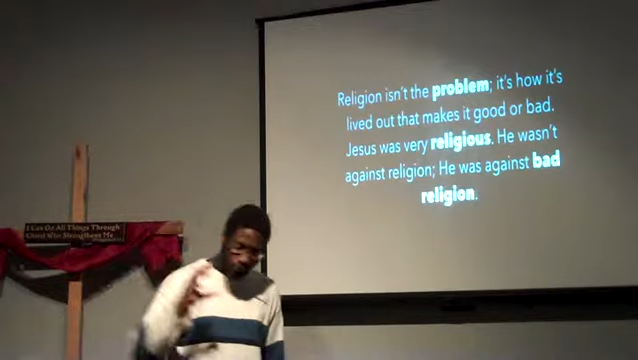 Religion isn't the problem; it's how it's
lived out that makes it good or bad.
Jesus was very religious. He wasn't
against religion; He was against bad
religion.
I Can Do All Things Through
Christ Who Strengthens Me